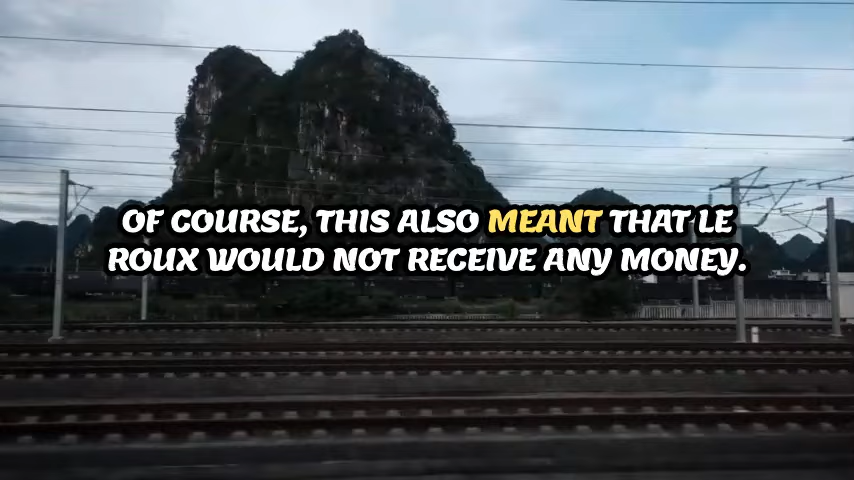 OF COURSE, THIS ALSO MEANT THAT LE
ROUX WOULD NOT RECEIVE ANY MONEY.